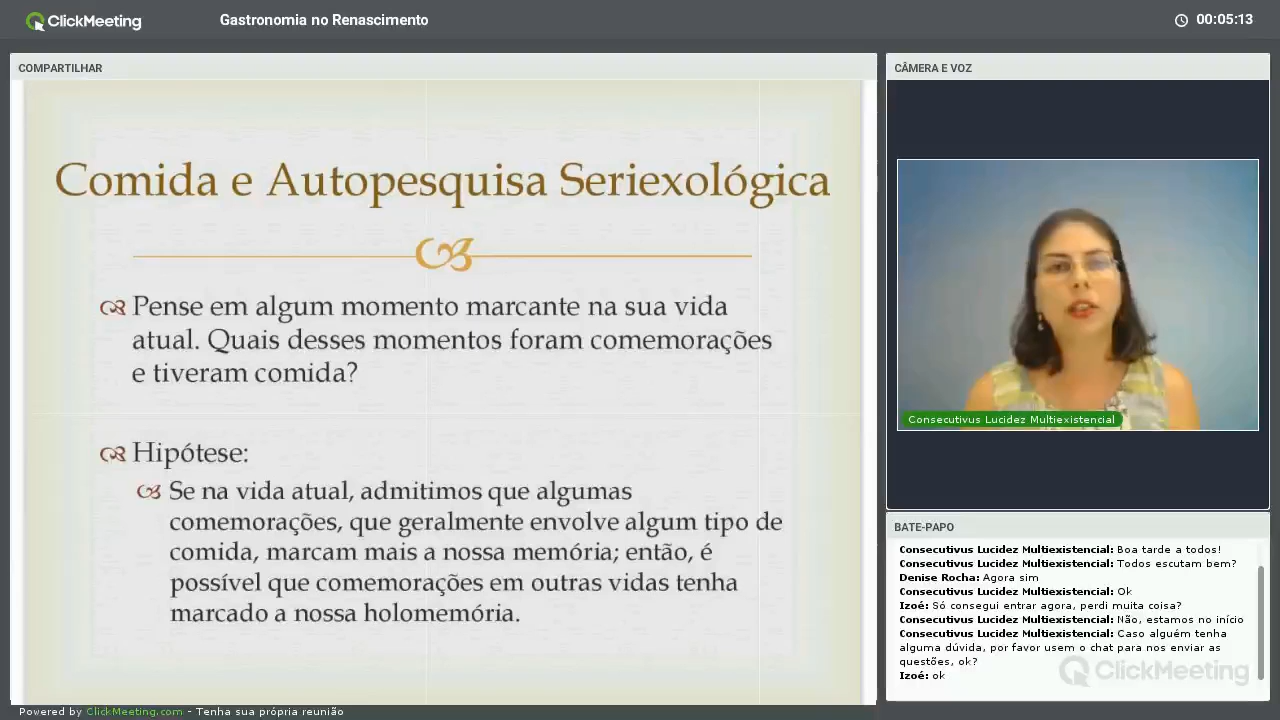 ClickMeeting
Gastronomia no Renascimento
00:05:13
COMPARTILHAR
Comida e Autopesquisa Seriexológica
Pense em algum momento marcante na sua vida
atual. Quais desses momentos foram comemorações
e tiveram comida?
Hipótese:
Se na vida atual, admitimos que algumas
comemorações, que geralmente envolve algum tipo de
comida, marcam mais a nossa memória; então, é
possível que comemorações em outras vidas tenha
marcado a nossa holomemória.
CÂMERA E VOZ
Consecutivus Lucidez Multiexistencial
BATE-PAPO
Consecutivus Lucidez Multiexistencial: Boa tarde a todos!
Consecutivus Lucidez Multiexistencial: Todos escutam bem?
Denise Rocha: Agora sim
Consecutivus Lucidez Multiexistencial: Ok
Izoé: Só consegui entrar agora, perdi muita coisa?
Consecutivus Lucidez Multiexistencial: Não, estamos no início
Consecutivus Lucidez Multiexistencial: Caso alguém tenha
alguma dúvida, por favor usem o chat para nos enviar as
questões, ok?
Izoé: ok
ClickMeeting
Powered by ClickMeeting.com - Tenha sua própria reunião